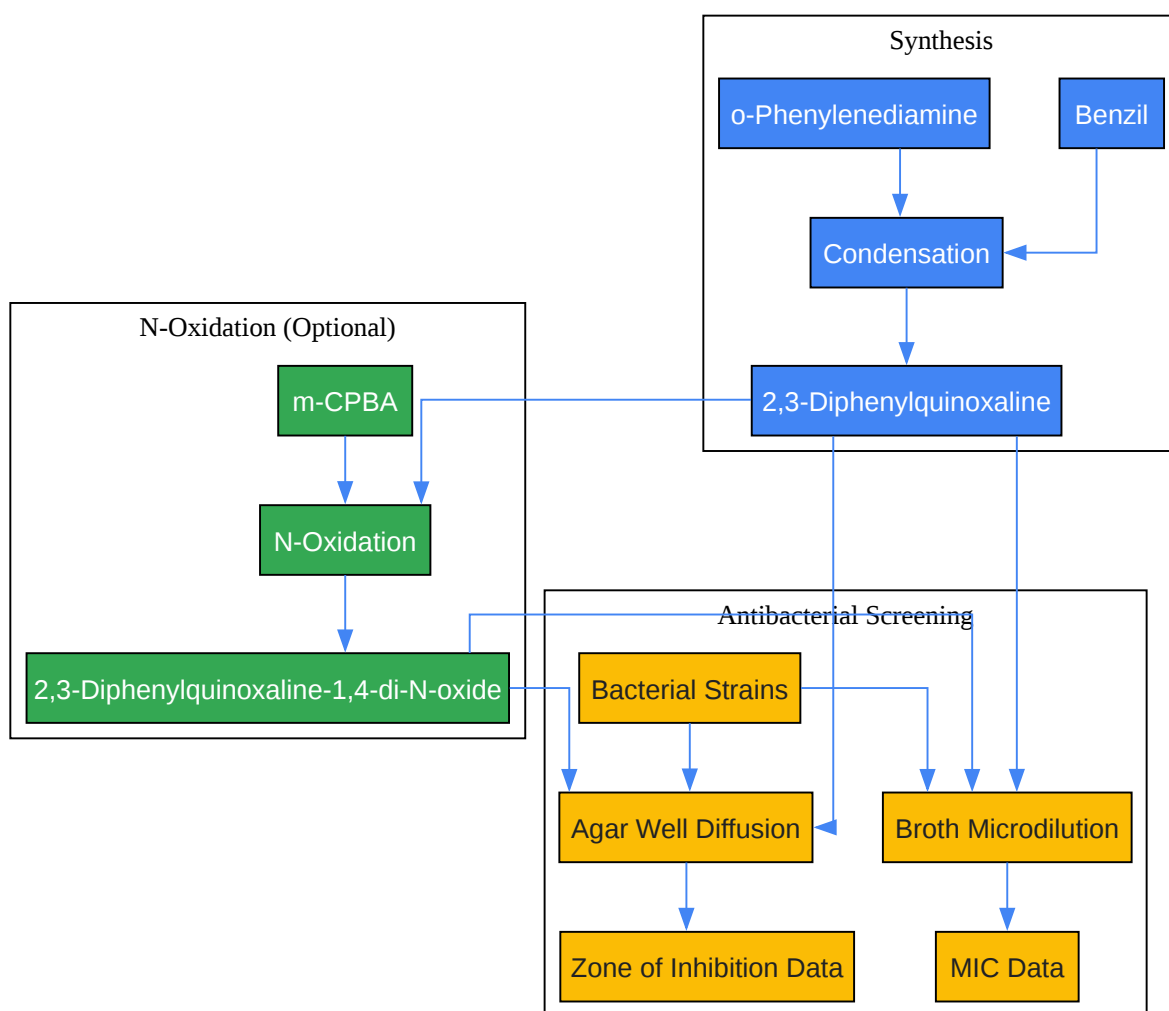 Synthesis
o-Phenylenediamine
Benzil
Condensation
2,3-Diphenylquinoxaline
N-Oxidation (Optional)
m-CPBA
N-Oxidation
2,3-Diphenylquinoxaline-1,4-di-N-oxide
Antibacterial Screening
Bacterial Strains
Agar Well Diffusion
Broth Microdilution
Zone of Inhibition Data
MIC Data